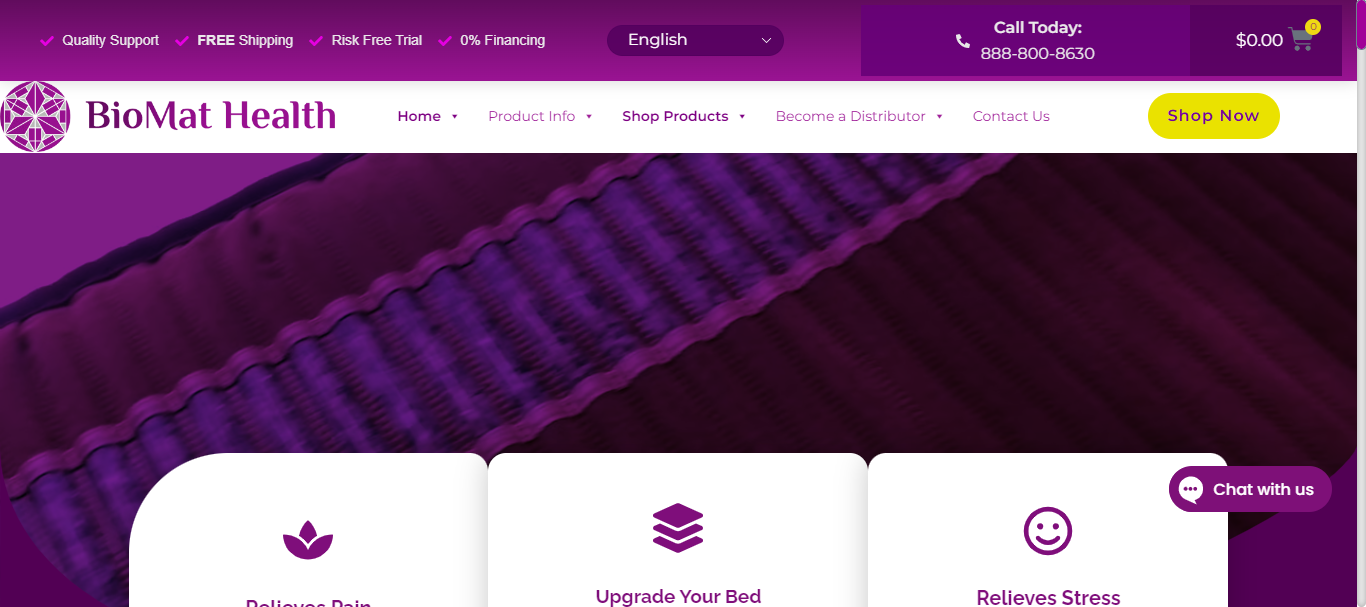 Quality Support
FREE Shipping
Risk Free Trial
0% Financing
English
Call Today:
888-800-8630
$0.00
0
BioMat Health
Home
Product Info
Shop Products
Become a Distributor
Contact Us
Shop Now
Chat with us
Relieves Pain
Upgrade Your Bed
Relieves Stress